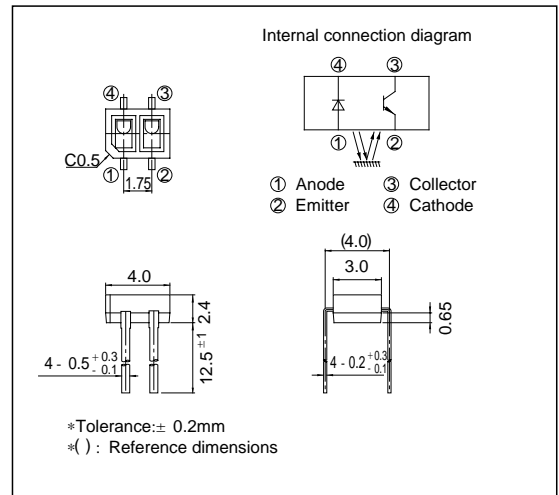 Internal connection diagram
④ ③
④ ③
C0.5
① ②
1.75
① ②
① Anode ③ Collector
② Emitter ④ Cathode
(4.0)
4.0
3.0
2.4
0.65
12.5 ±1
4 - 0.5 +0.3 -0.1
4 - 0.2 +0.3 -0.1
*Tolerance:± 0.2mm
*( ) : Reference dimensions